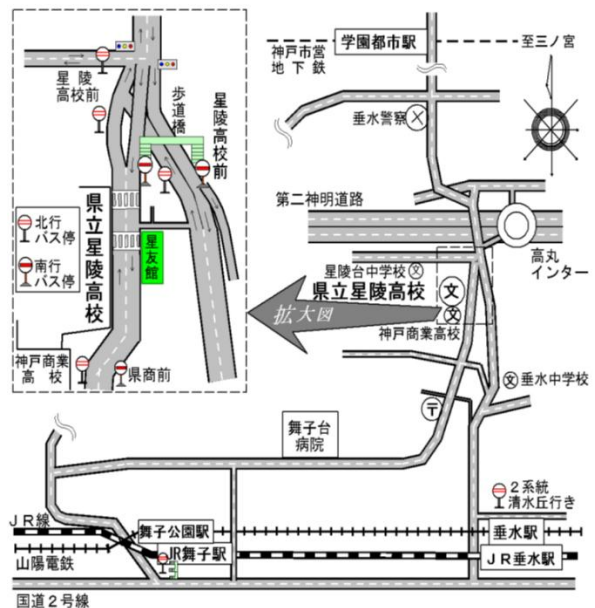 星陵
高校前
歩道橋
星陵高校前
県立星陵高校
星友館
北行
バス停
南行
バス停
神戸商業
高校
県商前
拡大図
学園都市駅
神戸市営
地下鉄
至三ノ宮
垂水警察
第二神明道路
高丸
インター
星陵台中学校
文
県立星陵高校
文
文
神戸商業高校
文
垂水中学校
〒
舞子台
病院
2系統
清水丘行き
JR線
舞子公園駅
垂水駅
山陽電鉄
JR舞子駅
JR垂水駅
国道2号線